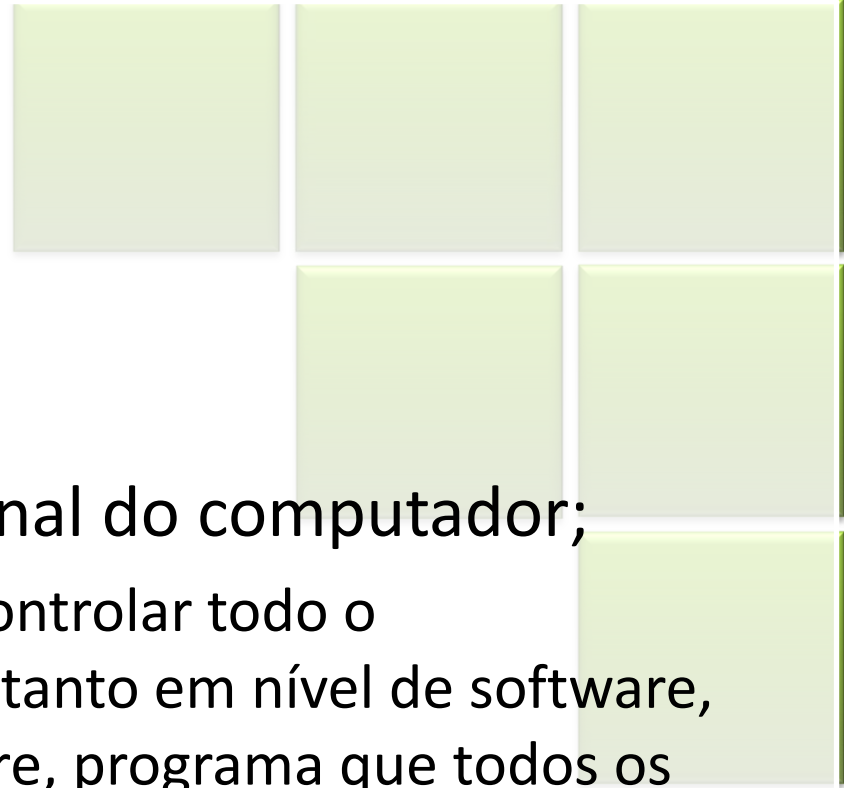 nal do computador;
ontrolar todo o
tanto em nível de software,
re, programa que todos os